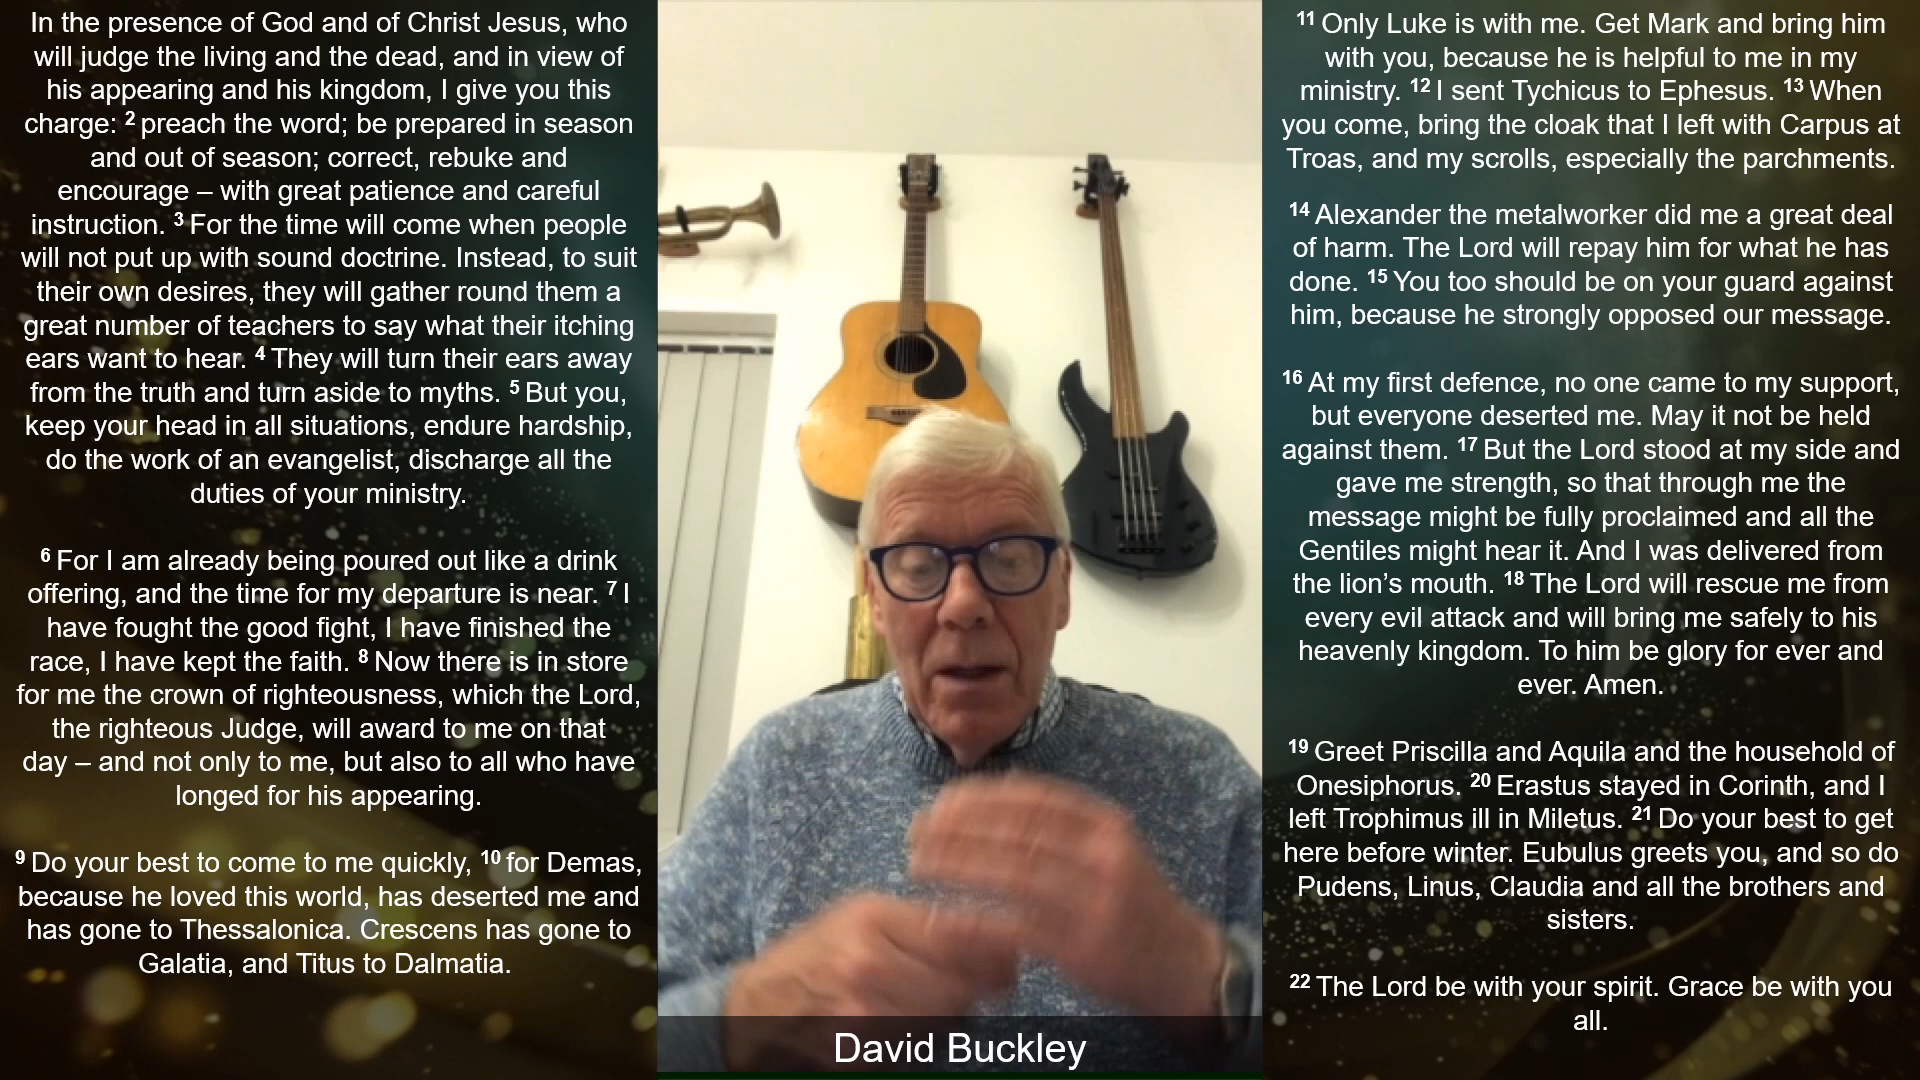 In the presence of God and of Christ Jesus, who
will judge the living and the dead, and in view of
his appearing and his kingdom, I give you this
charge: 2 preach the word; be prepared in season
and out of season; correct, rebuke and
encourage – with great patience and careful
instruction. 3 For the time will come when people
will not put up with sound doctrine. Instead, to suit
their own desires, they will gather round them a
great number of teachers to say what their itching
ears want to hear. 4 They will turn their ears away
from the truth and turn aside to myths. 5 But you,
keep your head in all situations, endure hardship,
do the work of an evangelist, discharge all the
duties of your ministry.
6 For I am already being poured out like a drink
offering, and the time for my departure is near. 7 I
have fought the good fight, I have finished the
race, I have kept the faith. 8 Now there is in store
for me the crown of righteousness, which the Lord,
the righteous Judge, will award to me on that
day – and not only to me, but also to all who have
longed for his appearing.
9 Do your best to come to me quickly, 10 for Demas,
because he loved this world, has deserted me and
has gone to Thessalonica. Crescens has gone to
Galatia, and Titus to Dalmatia.
11 Only Luke is with me. Get Mark and bring him
with you, because he is helpful to me in my
ministry. 12 I sent Tychicus to Ephesus. 13 When
you come, bring the cloak that I left with Carpus at
Troas, and my scrolls, especially the parchments.
14 Alexander the metalworker did me a great deal
of harm. The Lord will repay him for what he has
done. 15 You too should be on your guard against
him, because he strongly opposed our message.
16 At my first defence, no one came to my support,
but everyone deserted me. May it not be held
against them. 17 But the Lord stood at my side and
gave me strength, so that through me the
message might be fully proclaimed and all the
Gentiles might hear it. And I was delivered from
the lion’s mouth. 18 The Lord will rescue me from
every evil attack and will bring me safely to his
heavenly kingdom. To him be glory for ever and
ever. Amen.
19 Greet Priscilla and Aquila and the household of
Onesiphorus. 20 Erastus stayed in Corinth, and I
left Trophimus ill in Miletus. 21 Do your best to get
here before winter. Eubulus greets you, and so do
Pudens, Linus, Claudia and all the brothers and
sisters.
22 The Lord be with your spirit. Grace be with you
all.
David Buckley